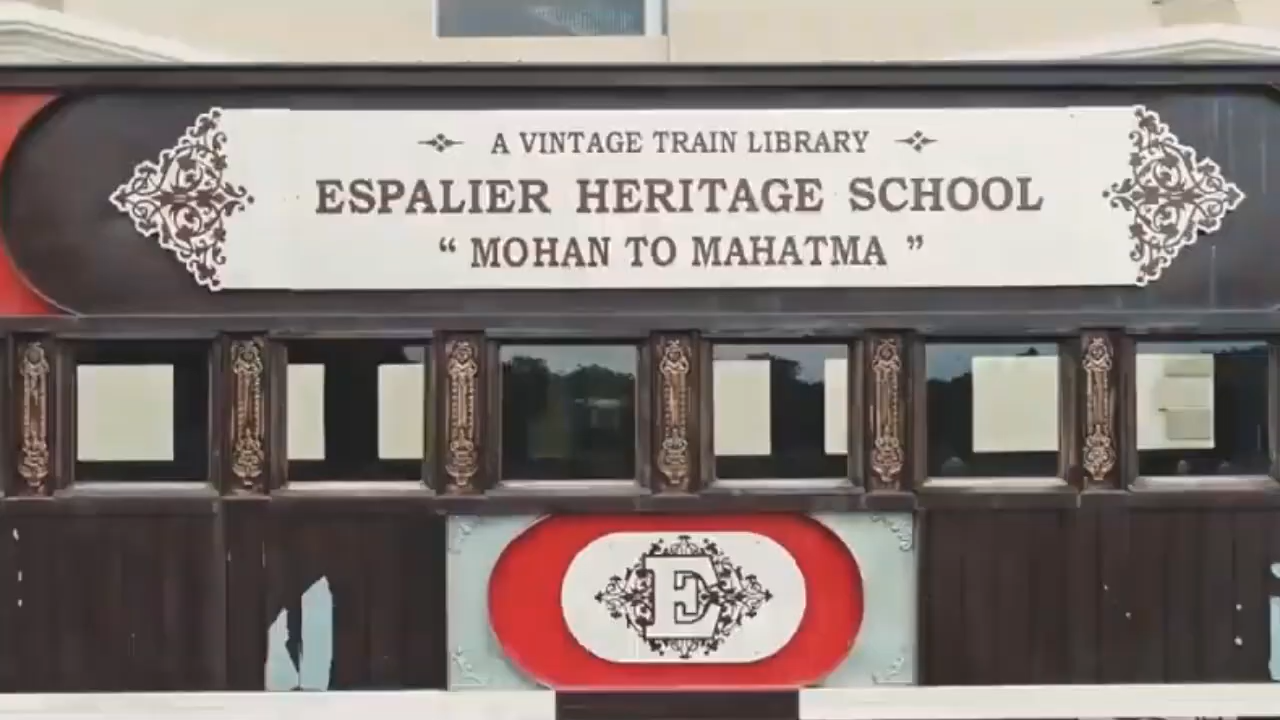 A VINTAGE TRAIN LIBRARY
ESPALIER HERITAGE SCHOOL
“ MOHAN TO MAHATMA ”
E